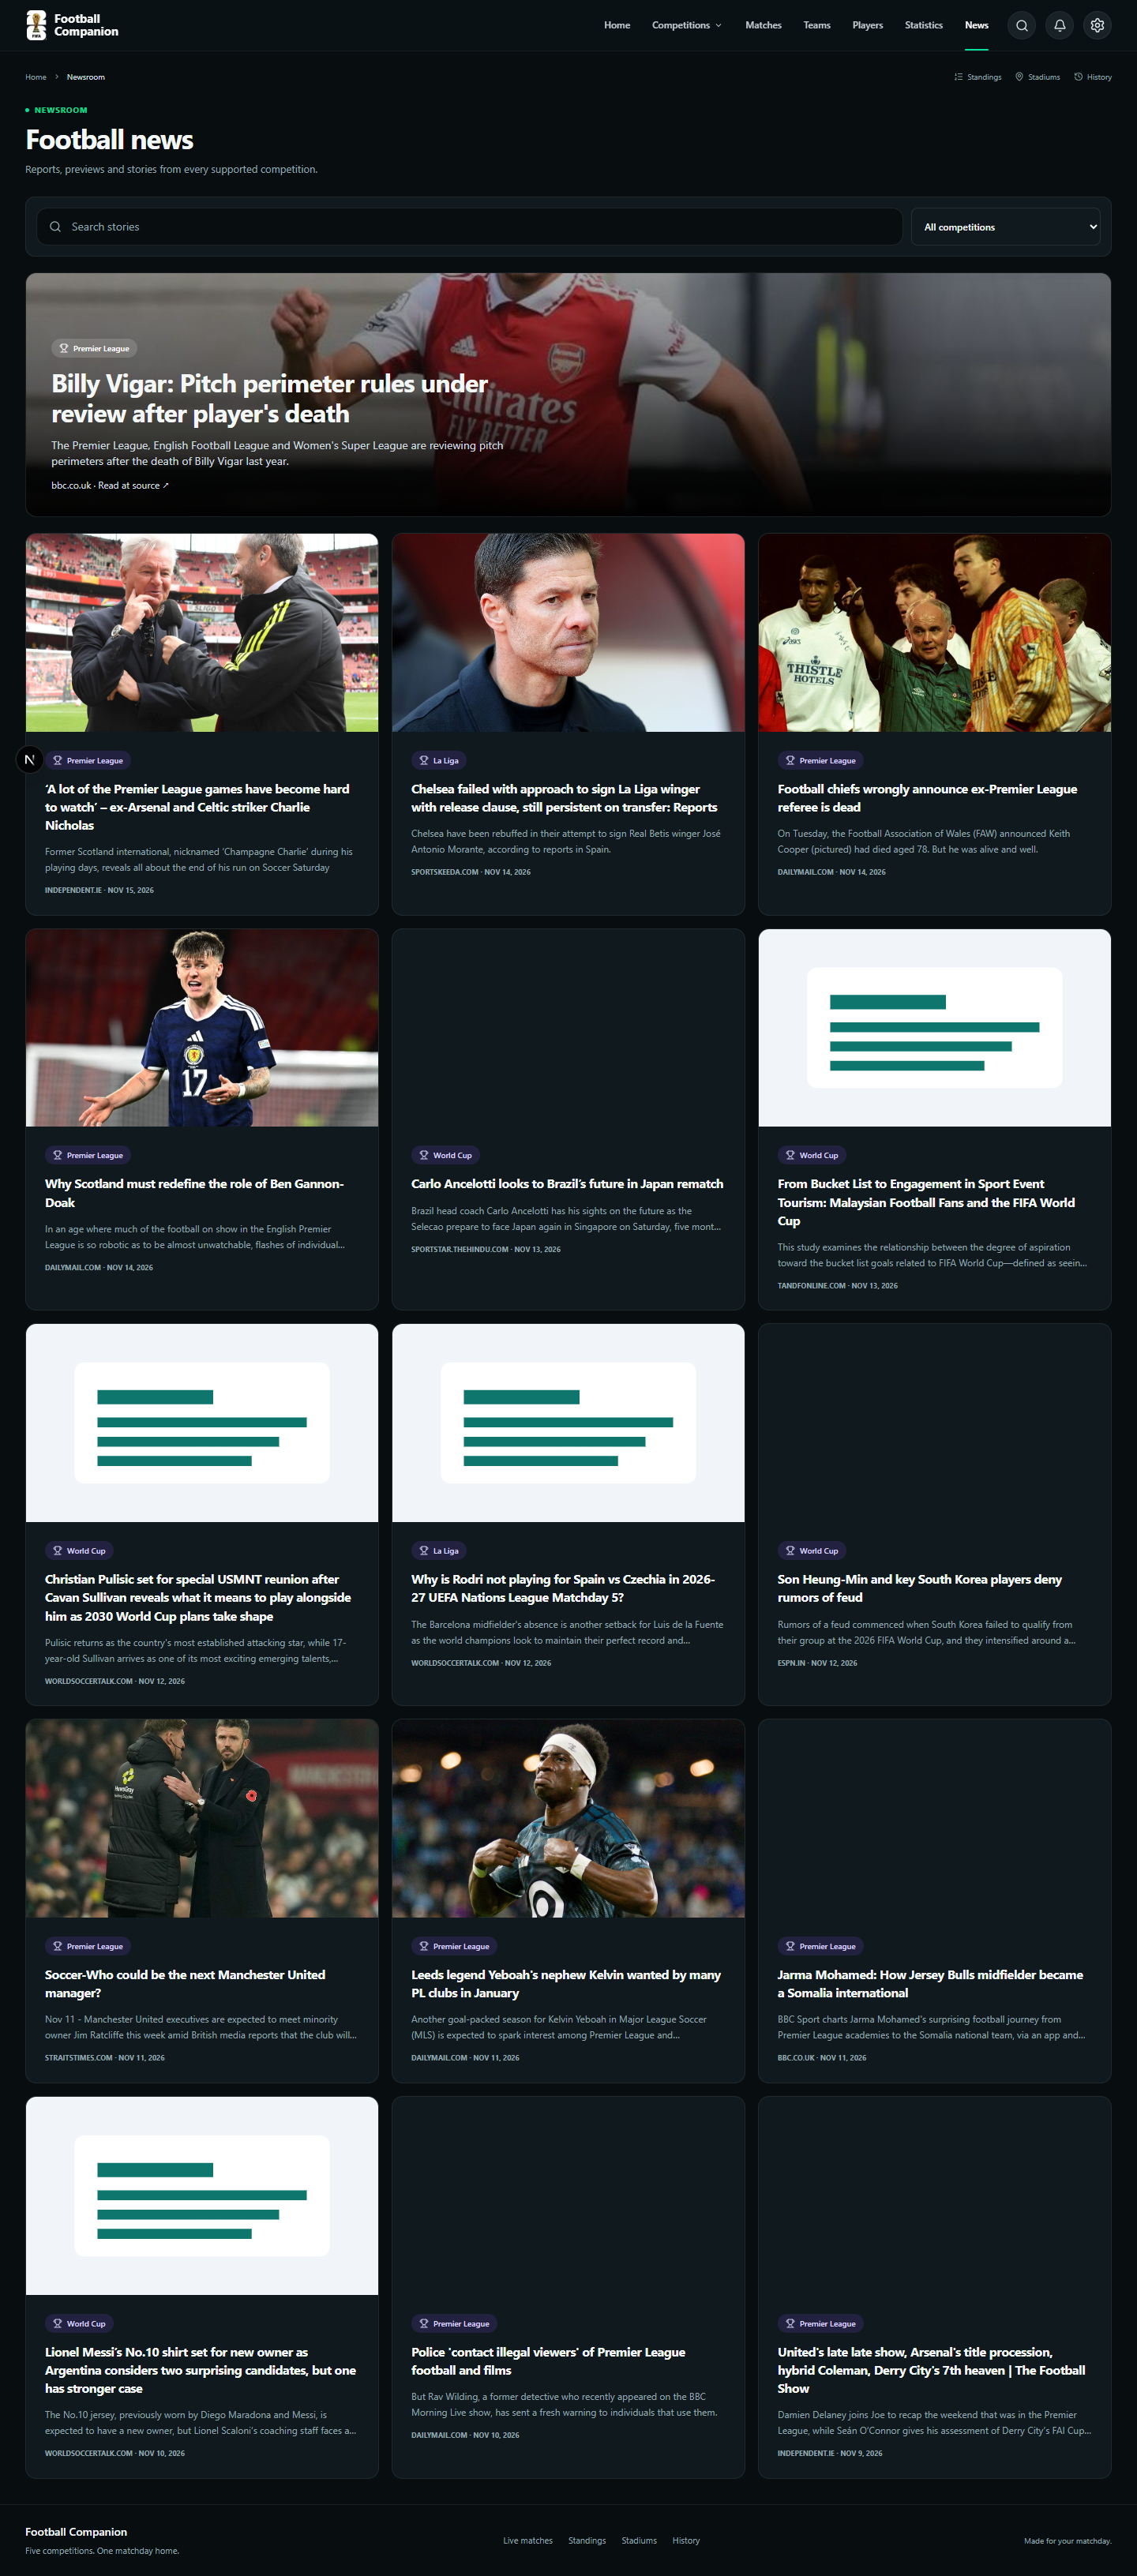 Football
Companion
Home
Competitions
Matches
Teams
Players
Statistics
News
Home > Newsroom
Standings
Stadiums
History
NEWSROOM
Football news
Reports, previews and stories from every supported competition.
Search stories
All competitions
Emirates
FLY BETTER
Premier League
Billy Vigar: Pitch perimeter rules under
review after player's death
The Premier League, English Football League and Women's Super League are reviewing pitch
perimeters after the death of Billy Vigar last year.
bbc.co.uk · Read at source ↗
THISTLE
HOTELS
N
Premier League
'A lot of the Premier League games have become hard
to watch' – ex-Arsenal and Celtic striker Charlie
Nicholas
Former Scotland international, nicknamed 'Champagne Charlie' during his
playing days, reveals all about the end of his run on Soccer Saturday
INDEPENDENT.IE · NOV 15, 2026
La Liga
Chelsea failed with approach to sign La Liga winger
with release clause, still persistent on transfer: Reports
Chelsea have been rebuffed in their attempt to sign Real Betis winger José
Antonio Morante, according to reports in Spain.
SPORTSKEEDA.COM · NOV 14, 2026
Premier League
Football chiefs wrongly announce ex-Premier League
referee is dead
On Tuesday, the Football Association of Wales (FAW) announced Keith
Cooper (pictured) had died aged 78. But he was alive and well.
DAILYMAIL.COM · NOV 14, 2026
17
Premier League
Why Scotland must redefine the role of Ben Gannon-
Doak
In an age where much of the football on show in the English Premier
League is so robotic as to be almost unwatchable, flashes of individual...
DAILYMAIL.COM · NOV 14, 2026
World Cup
Carlo Ancelotti looks to Brazil's future in Japan rematch
Brazil head coach Carlo Ancelotti has his sights on the future as the
Selecao prepare to face Japan again in Singapore on Saturday, five mont...
SPORTSTAR.THEHINDU.COM · NOV 13, 2026
World Cup
From Bucket List to Engagement in Sport Event
Tourism: Malaysian Football Fans and the FIFA World
Cup
This study examines the relationship between the degree of aspiration
toward the bucket list goals related to FIFA World Cup—defined as seein...
TANDFONLINE.COM · NOV 13, 2026
World Cup
Christian Pulisic set for special USMNT reunion after
Cavan Sullivan reveals what it means to play alongside
him as 2030 World Cup plans take shape
Pulisic returns as the country's most established attacking star, while 17-
year-old Sullivan arrives as one of its most exciting emerging talents,...
WORLDSOCCERTALK.COM · NOV 12, 2026
La Liga
Why is Rodri not playing for Spain vs Czechia in 2026-
27 UEFA Nations League Matchday 5?
The Barcelona midfielder's absence is another setback for Luis de la Fuente
as the world champions look to maintain their perfect record and...
WORLDSOCCERTALK.COM · NOV 12, 2026
World Cup
Son Heung-Min and key South Korea players deny
rumors of feud
Rumors of a feud commenced when South Korea failed to qualify from
their group at the 2026 FIFA World Cup, and they intensified around a...
ESPN.IN · NOV 12, 2026
Premier League
Soccer-Who could be the next Manchester United
manager?
Nov 11 - Manchester United executives are expected to meet minority
owner Jim Ratcliffe this week amid British media reports that the club will...
STRAITSTIMES.COM · NOV 11, 2026
Premier League
Leeds legend Yeboah's nephew Kelvin wanted by many
PL clubs in January
Another goal-packed season for Kelvin Yeboah in Major League Soccer
(MLS) is expected to spark interest among Premier League and...
DAILYMAIL.COM · NOV 11, 2026
Premier League
Jarma Mohamed: How Jersey Bulls midfielder became
a Somalia international
BBC Sport charts Jarma Mohamed's surprising football journey from
Premier League academies to the Somalia national team, via an app and...
BBC.CO.UK · NOV 11, 2026
World Cup
Lionel Messi's No.10 shirt set for new owner as
Argentina considers two surprising candidates, but one
has stronger case
The No.10 jersey, previously worn by Diego Maradona and Messi, is
expected to have a new owner, but Lionel Scaloni's coaching staff faces a...
WORLDSOCCERTALK.COM · NOV 10, 2026
Premier League
Police 'contact illegal viewers' of Premier League
football and films
But Rav Wilding, a former detective who recently appeared on the BBC
Morning Live show, has sent a fresh warning to individuals that use them.
DAILYMAIL.COM · NOV 10, 2026
Premier League
United's late late show, Arsenal's title procession,
hybrid Coleman, Derry City's 7th heaven | The Football
Show
Damien Delaney joins Joe to recap the weekend that was in the Premier
League, while Seán O'Connor gives his assessment of Derry City's FAI Cup...
INDEPENDENT.IE · NOV 9, 2026
Football Companion
Five competitions. One matchday home.
Live matches
Standings
Stadiums
History
Made for your matchday.